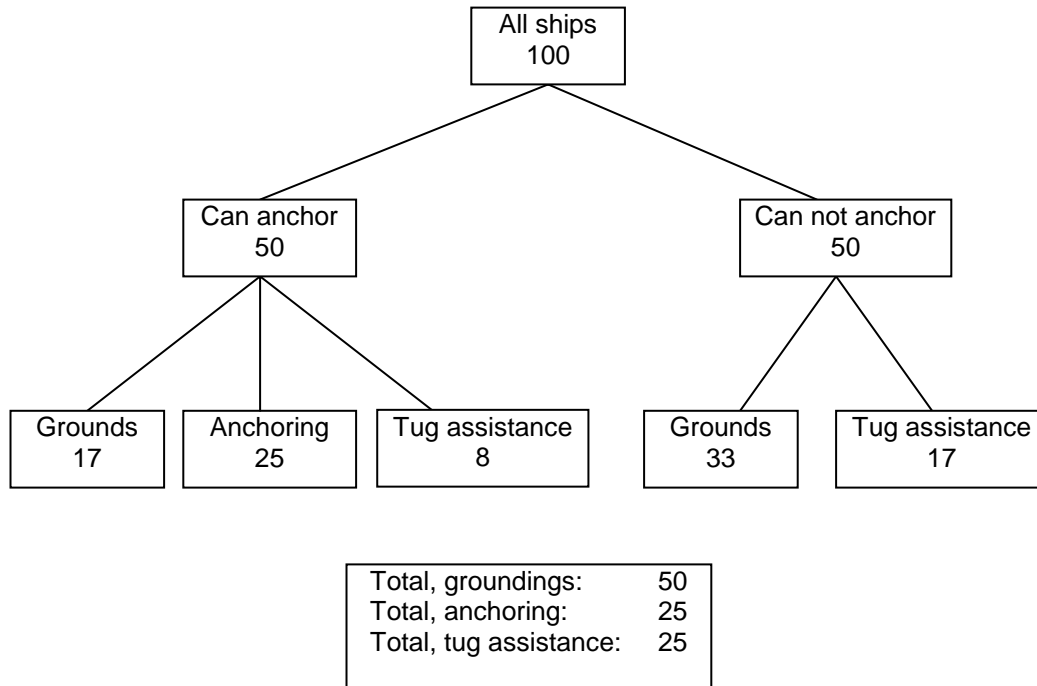 All ships
100
Can anchor
50
Can not anchor
50
Grounds
17
Anchoring
25
Tug assistance
8
Grounds
33
Tug assistance
17
Total, groundings: 50
Total, anchoring: 25
Total, tug assistance: 25